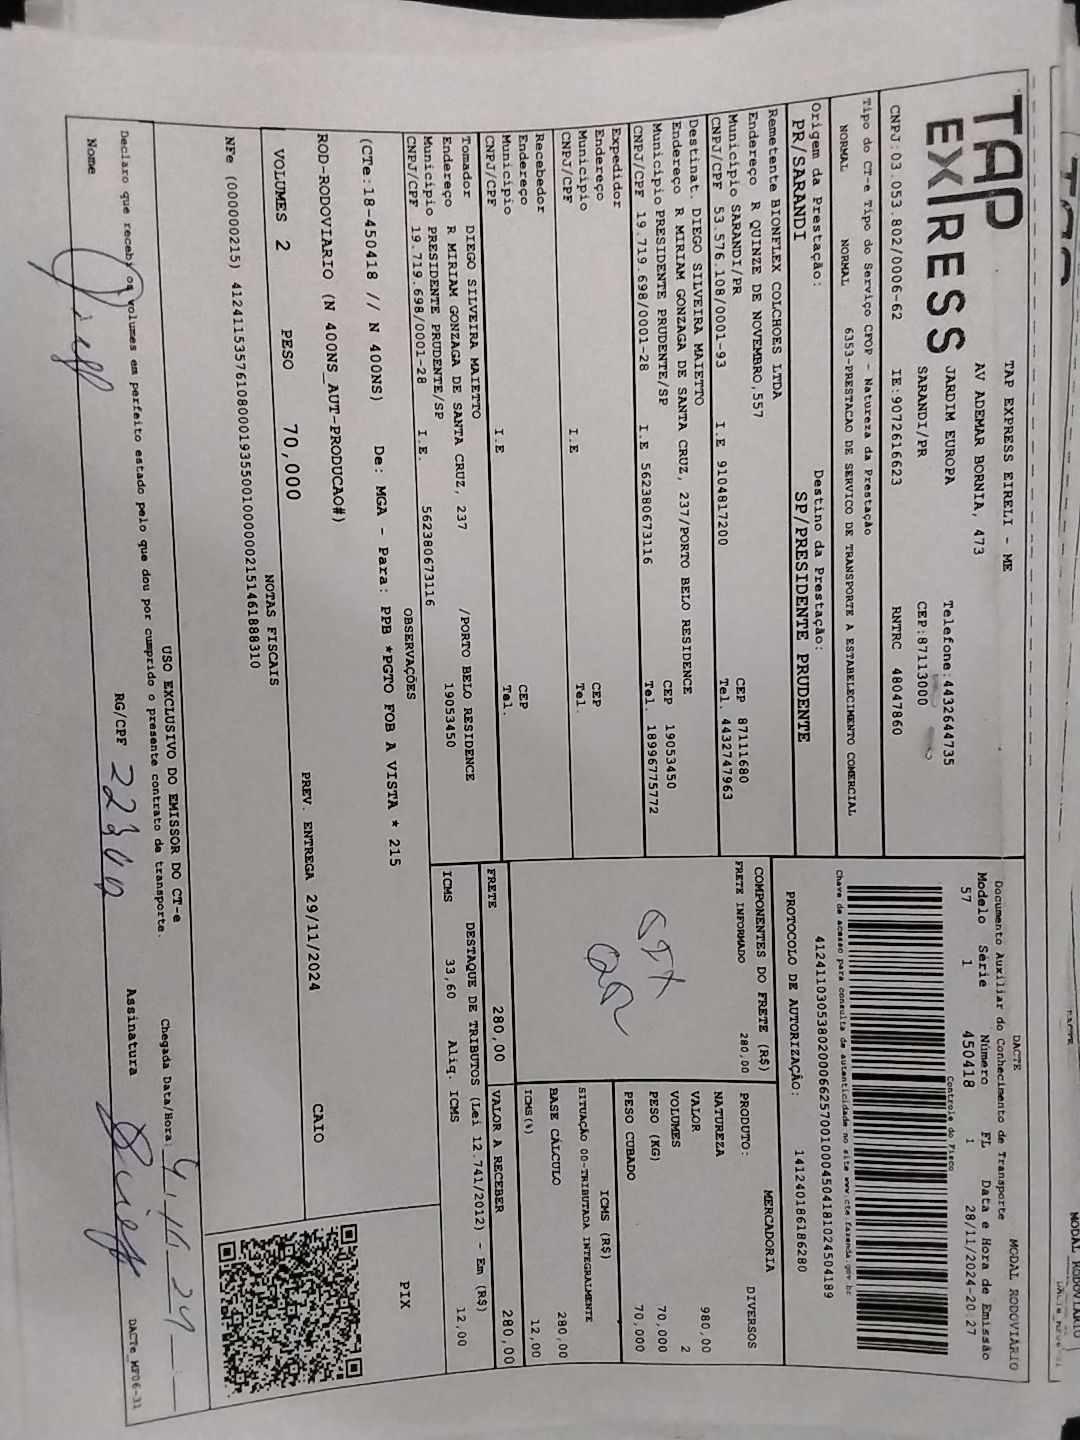 TAP
EXPRESS
TAP EXPRESS EIRELI - ME
AV ADEMAR BORNIA, 473
JARDIM EUROPA Telefone:4432644735
SARANDI/PR CEP:87113000
CNPJ:03.053.802/0006-62 IE:9072616623 RNTRC 48047860
Tipo do CT-e Tipo do Serviço CFOP - Natureza da Prestação
NORMAL NORMAL 6353-PRESTACAO DE SERVICO DE TRANSPORTE A ESTABELECIMENTO COMERCIAL
Origem da Prestação: Destino da Prestação:
PR/SARANDI SP/PRESIDENTE PRUDENTE
Remetente BIONFLEX COLCHOES LTDA
Endereço R QUINZE DE NOVEMBRO,557 CEP 87111680
Município SARANDI/PR Tel. 4432747963
CNPJ/CPF 53.576.108/0001-93 I.E 9104817200
Destinat. DIEGO SILVEIRA MAIETTO
Endereço R MIRIAM GONZAGA DE SANTA CRUZ, 237/PORTO BELO RESIDENCE
Município PRESIDENTE PRUDENTE/SP CEP 19053450
CNPJ/CPF 19.719.698/0001-28 I.E 562380673116 Tel. 18996775772
Expedidor
Endereço
Município CEP
CNPJ/CPF I.E Tel.
Recebedor
Endereço
Município CEP
CNPJ/CPF I.E Tel.
Tomador DIEGO SILVEIRA MAIETTO
Endereço R MIRIAM GONZAGA DE SANTA CRUZ, 237 /PORTO BELO RESIDENCE
Município PRESIDENTE PRUDENTE/SP 19053450
CNPJ/CPF 19.719.698/0001-28 I.E. 562380673116
DACTE MODAL RODOVIARIO
Documento Auxiliar do Conhecimento de Transporte
Modelo Série Número FL Data e Hora de Emissão
57 1 450418 1 28/11/2024-20:27
Controle do Fisco
Chave de acesso para consulta de autenticidade no site www.cte.fazenda.gov.br
41241103053802000662570010004504181024504189
PROTOCOLO DE AUTORIZAÇÃO: 141240186186280
COMPONENTES DO FRETE (R$)
FRETE INFORMADO 280,00
FRETE 280,00
MERCADORIA
PRODUTO: DIVERSOS
NATUREZA
VALOR 980,00
VOLUMES 2
PESO (KG) 70,000
PESO CUBADO 70,000
ICMS (R$)
SITUAÇÃO 00-TRIBUTADA INTEGRALMENTE
BASE CÁLCULO 280,00
ICMS(%) 12,00
VALOR A RECEBER 280,00
DESTAQUE DE TRIBUTOS (Lei 12.741/2012) - Em (R$)
ICMS 33,60 Aliq. ICMS 12,00
OBSERVAÇÕES
(CTe:18-450418 // N 400NS) De: MGA - Para: PPB *PGTO FOB A VISTA * 215
PIX
ROD-RODOVIARIO (N 400NS_AUT-PRODUCAO#)
VOLUMES 2 PESO 70,000 PREV. ENTREGA 29/11/2024 CAIO
NOTAS FISCAIS
NFe (000000215) 41241153576108000193550010000002151461888310
USO EXCLUSIVO DO EMISSOR DO CT-e
Declaro que recebi os volumes em perfeito estado pelo que dou por cumprido o presente contrato de transporte.
Chegada Data/Hora:
Nome RG/CPF Assinatura
DACTe_MF06-31